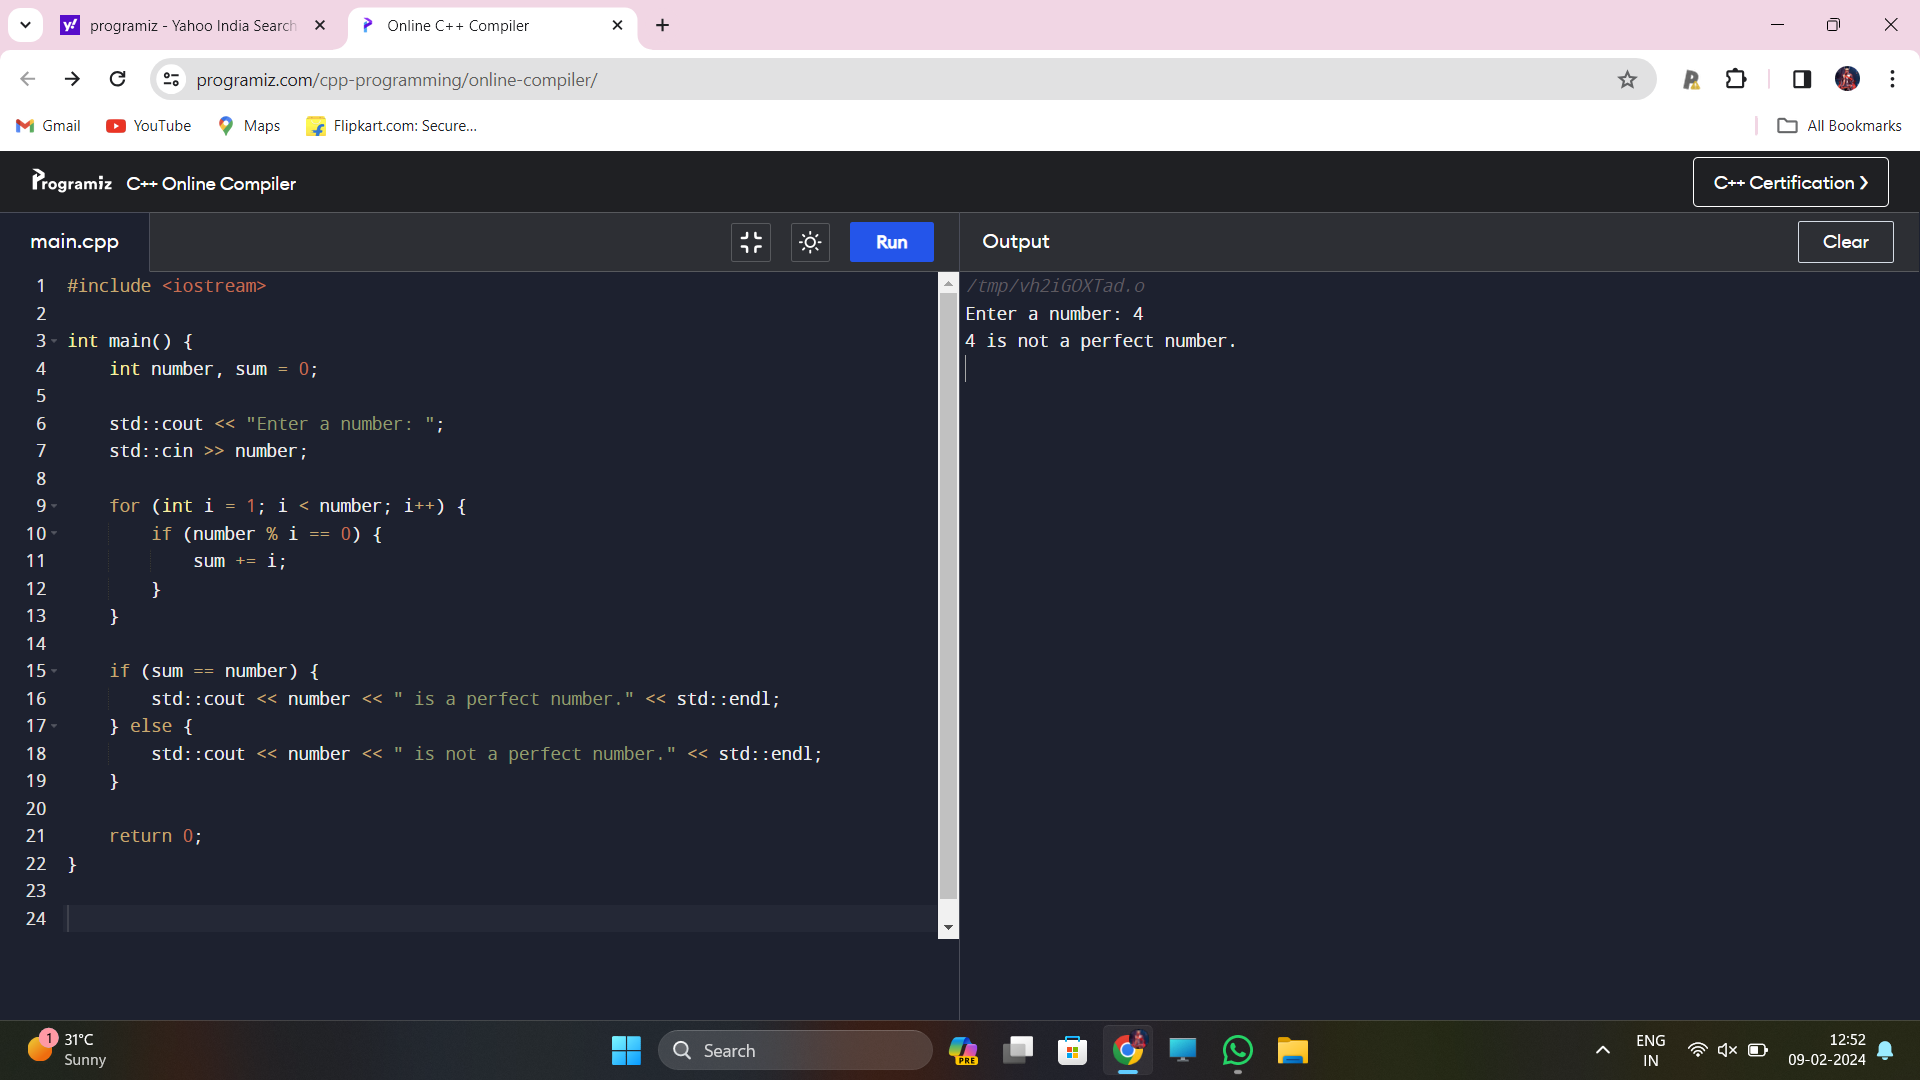 programiz - Yahoo India Search
Online C++ Compiler
programiz.com/cpp-programming/online-compiler/
Gmail
YouTube
Maps
Flipkart.com: Secure...
All Bookmarks
Programiz C++ Online Compiler
C++ Certification ❯
main.cpp
Run
Output
Clear
1 #include <iostream>
2
3 int main() {
4     int number, sum = 0;
5
6     std::cout << "Enter a number: ";
7     std::cin >> number;
8
9     for (int i = 1; i < number; i++) {
10         if (number % i == 0) {
11             sum += i;
12         }
13     }
14
15     if (sum == number) {
16         std::cout << number << " is a perfect number." << std::endl;
17     } else {
18         std::cout << number << " is not a perfect number." << std::endl;
19     }
20
21     return 0;
22 }
23
24
/tmp/vh2iGOXTad.o
Enter a number: 4
4 is not a perfect number.
1
31°C
Sunny
Search
PRE
ENG
IN
12:52
09-02-2024